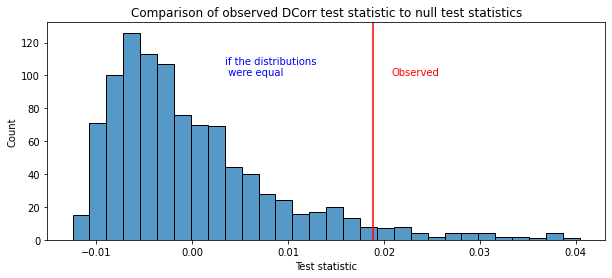 Comparison of observed DCorr test statistic to null test statistics
120
100
80
60
40
20
0
Count
if the distributions
were equal
Observed
−0.01
0.00
0.01
0.02
0.03
0.04
Test statistic